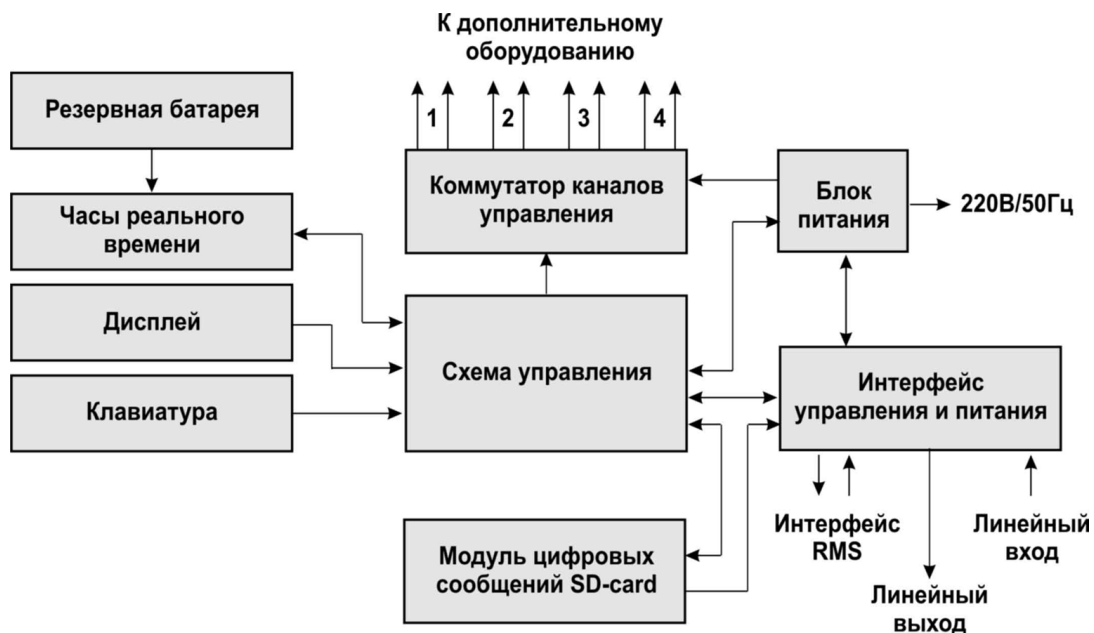 К дополнительному
оборудованию
Резервная батарея
1 2 3 4
Часы реального
времени
Коммутатор каналов
управления
Блок
питания
220В/50Гц
Дисплей
Клавиатура
Схема управления
Интерфейс
управления и питания
Модуль цифровых
сообщений SD-card
Интерфейс
RMS
Линейный
вход
Линейный
выход